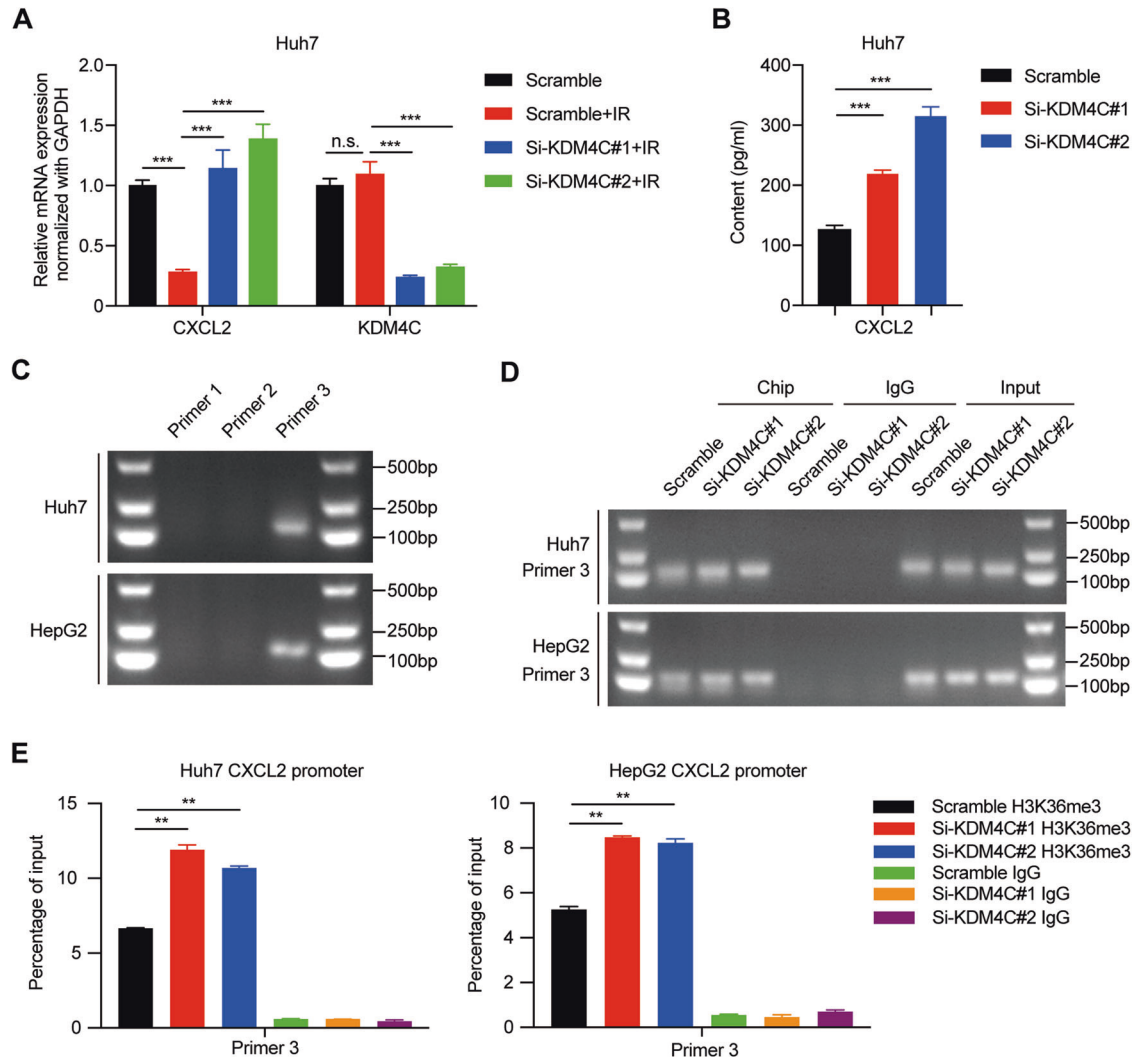 A
Huh7
Relative mRNA expression
normalized with GAPDH
2.0
1.5
1.0
0.5
0
***
***
***
n.s.
***
***
CXCL2
KDM4C
Scramble
Scramble+IR
Si-KDM4C#1+IR
Si-KDM4C#2+IR
B
Huh7
Content (pg/ml)
400
300
200
100
0
***
***
CXCL2
Scramble
Si-KDM4C#1
Si-KDM4C#2
C
Primer 1
Primer 2
Primer 3
Huh7
500bp
250bp
100bp
HepG2
500bp
250bp
100bp
D
Chip
IgG
Input
Scramble
Si-KDM4C#1
Si-KDM4C#2
Scramble
Si-KDM4C#1
Si-KDM4C#2
Scramble
Si-KDM4C#1
Si-KDM4C#2
Huh7
Primer 3
500bp
250bp
100bp
HepG2
Primer 3
500bp
250bp
100bp
E
Huh7 CXCL2 promoter
Percentage of input
15
10
5
0
**
**
Primer 3
HepG2 CXCL2 promoter
Percentage of input
10
8
6
4
2
0
**
**
Primer 3
Scramble H3K36me3
Si-KDM4C#1 H3K36me3
Si-KDM4C#2 H3K36me3
Scramble IgG
Si-KDM4C#1 IgG
Si-KDM4C#2 IgG